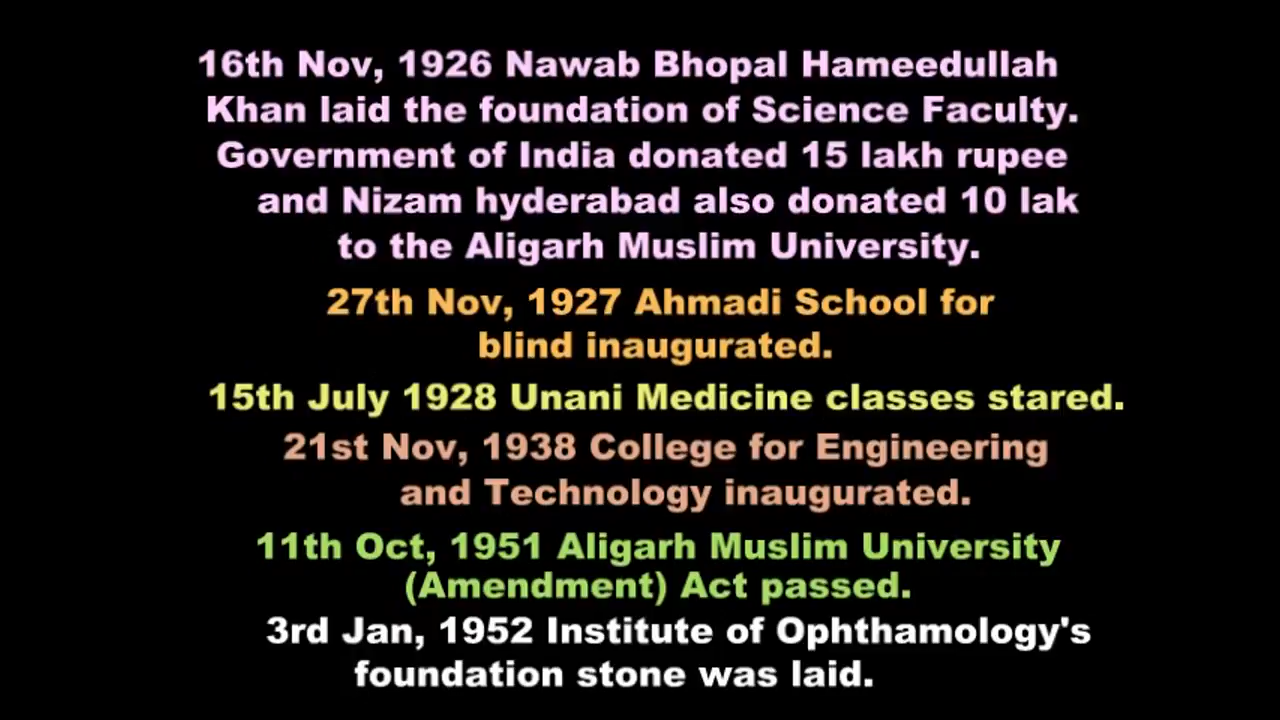 16th Nov, 1926 Nawab Bhopal Hameedullah
Khan laid the foundation of Science Faculty.
Government of India donated 15 lakh rupee
and Nizam hyderabad also donated 10 lak
to the Aligarh Muslim University.
27th Nov, 1927 Ahmadi School for
blind inaugurated.
15th July 1928 Unani Medicine classes stared.
21st Nov, 1938 College for Engineering
and Technology inaugurated.
11th Oct, 1951 Aligarh Muslim University
(Amendment) Act passed.
3rd Jan, 1952 Institute of Ophthamology's
foundation stone was laid.